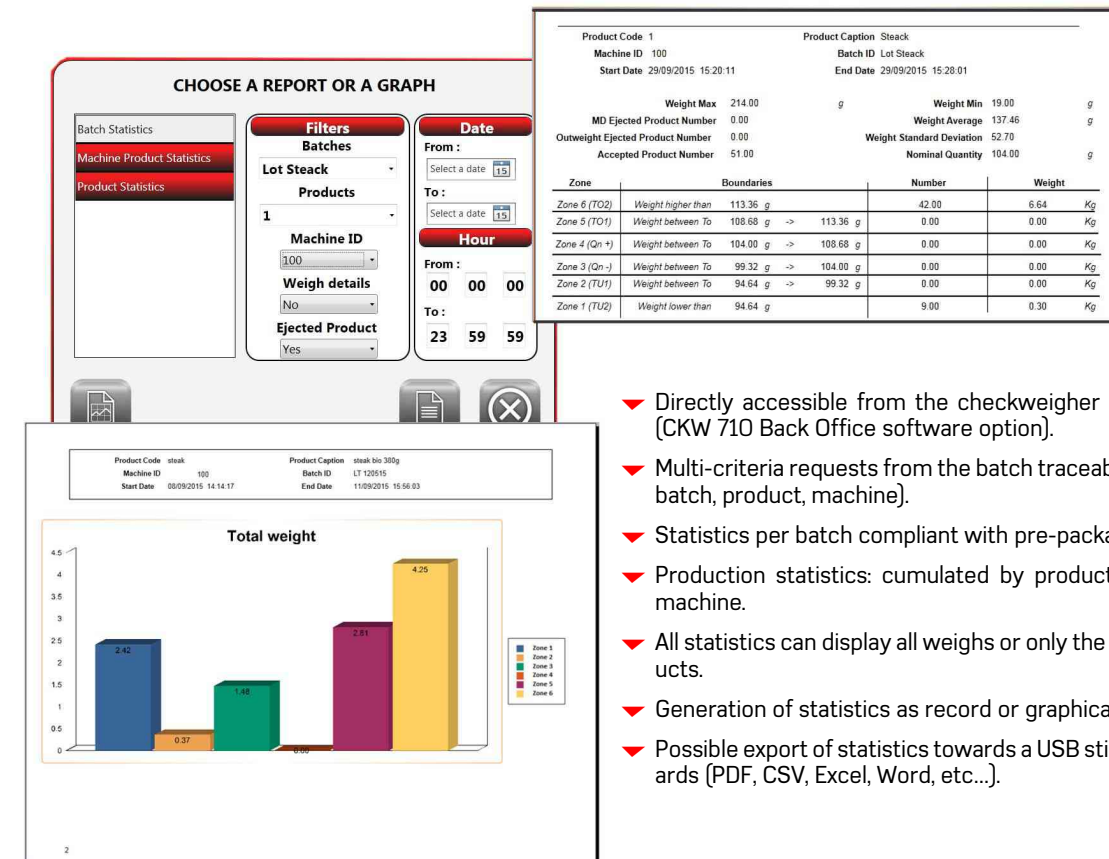 CHOOSE A REPORT OR A GRAPH
Batch Statistics
Machine Product Statistics
Product Statistics
Filters
Batches
Lot Steack
Products
1
Machine ID
100
Weigh details
No
Ejected Product
Yes
Date
From :
Select a date 15
To :
Select a date 15
Hour
From :
00 00 00
To :
23 59 59
Product Code 1 Product Caption Steack
Machine ID 100 Batch ID Lot Steack
Start Date 29/09/2015 15:20:11 End Date 29/09/2015 15:28:01
Weight Max 214.00 g Weight Min 19.00 g
MD Ejected Product Number 0.00 Weight Average 137.46 g
Outweight Ejected Product Number 0.00 Weight Standard Deviation 52.70
Accepted Product Number 51.00 Nominal Quantity 104.00 g
Zone Boundaries Number Weight
Zone 6 (TO2) Weight higher than 113.36 g 42.00 6.64 Kg
Zone 5 (TO1) Weight between To 108.68 g -> 113.36 g 0.00 0.00 Kg
Zone 4 (Qn +) Weight between To 104.00 g -> 108.68 g 0.00 0.00 Kg
Zone 3 (Qn -) Weight between To 99.32 g -> 104.00 g 0.00 0.00 Kg
Zone 2 (TU1) Weight between To 94.64 g -> 99.32 g 0.00 0.00 Kg
Zone 1 (TU2) Weight lower than 94.64 g 9.00 0.30 Kg
Product Code steak Product Caption steak bio 380g
Machine ID 100 Batch ID LT 120515
Start Date 08/09/2015 14:14:17 End Date 11/09/2015 15:56:03
Total weight
4.5
4
3.5
3
2.5
2
1.5
1
0.5
0
2.42
0.37
1.48
0.00
2.81
4.25
Zone 1
Zone 2
Zone 3
Zone 4
Zone 5
Zone 6
2
Directly accessible from the checkweigher
(CKW 710 Back Office software option).
Multi-criteria requests from the batch traceab
batch, product, machine).
Statistics per batch compliant with pre-packa
Production statistics: cumulated by product
machine.
All statistics can display all weighs or only the
ucts.
Generation of statistics as record or graphica
Possible export of statistics towards a USB sti
ards (PDF, CSV, Excel, Word, etc...).